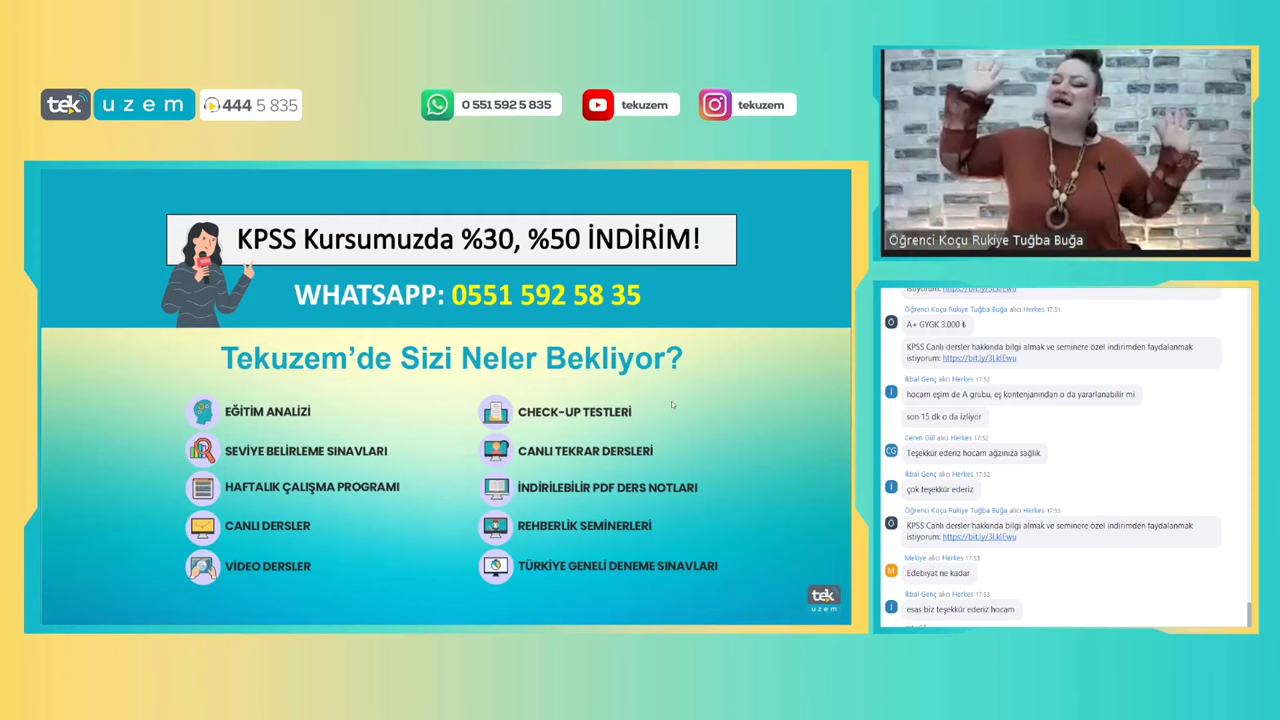 tek uzem 444 5 835
0 551 592 5 835
tekuzem
tekuzem
KPSS Kursumuzda %30, %50 İNDİRİM!
WHATSAPP: 0551 592 58 35
Tekuzem’de Sizi Neler Bekliyor?
EĞİTİM ANALİZİ
SEVİYE BELİRLEME SINAVLARI
HAFTALIK ÇALIŞMA PROGRAMI
CANLI DERSLER
VİDEO DERSLER
CHECK-UP TESTLERİ
CANLI TEKRAR DERSLERİ
İNDİRİLEBİLİR PDF DERS NOTLARI
REHBERLİK SEMİNERLERİ
TÜRKİYE GENELİ DENEME SINAVLARI
tek
uzem
Öğrenci Koçu Rukiye Tuğba Buğa
istiyorum: https://bit.ly/3LklEwu
Öğrenci Koçu Rukiye Tuğba Buğa alıcı Herkes 17:51
Ö
A+ GYGK 3.000 ₺
KPSS Canlı dersler hakkında bilgi almak ve seminere özel indirimden faydalanmak
istiyorum: https://bit.ly/3LklEwu
İkbal Genç alıcı Herkes 17:52
İ
hocam eşim de A grubu, eş kontenjanından o da yararlanabilir mi
son 15 dk o da izliyor
Ceren Gül alıcı Herkes 17:52
CG
Teşekkür ederiz hocam ağzınıza sağlık
İkbal Genç alıcı Herkes 17:52
İ
çok teşekkür ederiz
Öğrenci Koçu Rukiye Tuğba Buğa alıcı Herkes 17:53
Ö
KPSS Canlı dersler hakkında bilgi almak ve seminere özel indirimden faydalanmak
istiyorum: https://bit.ly/3LklEwu
Mekiye alıcı Herkes 17:53
M
Edebiyat ne kadar
İkbal Genç alıcı Herkes 17:53
İ
esas biz teşekkür ederiz hocam